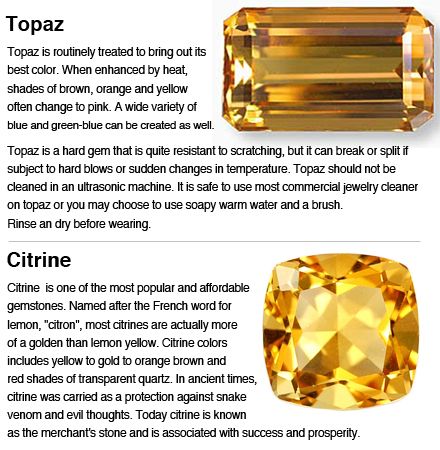 Topaz
Topaz is routinely treated to bring out its
best color. When enhanced by heat,
shades of brown, orange and yellow
often change to pink. A wide variety of
blue and green-blue can be created as well.
Topaz is a hard gem that is quite resistant to scratching, but it can break or split if
subject to hard blows or sudden changes in temperature. Topaz should not be
cleaned in an ultrasonic machine. It is safe to use most commercial jewelry cleaner
on topaz or you may choose to use soapy warm water and a brush.
Rinse an dry before wearing.
Citrine
Citrine is one of the most popular and affordable
gemstones. Named after the French word for
lemon, "citron", most citrines are actually more
of a golden than lemon yellow. Citrine colors
includes yellow to gold to orange brown and
red shades of transparent quartz. In ancient times,
citrine was carried as a protection against snake
venom and evil thoughts. Today citrine is known
as the merchant's stone and is associated with success and prosperity.